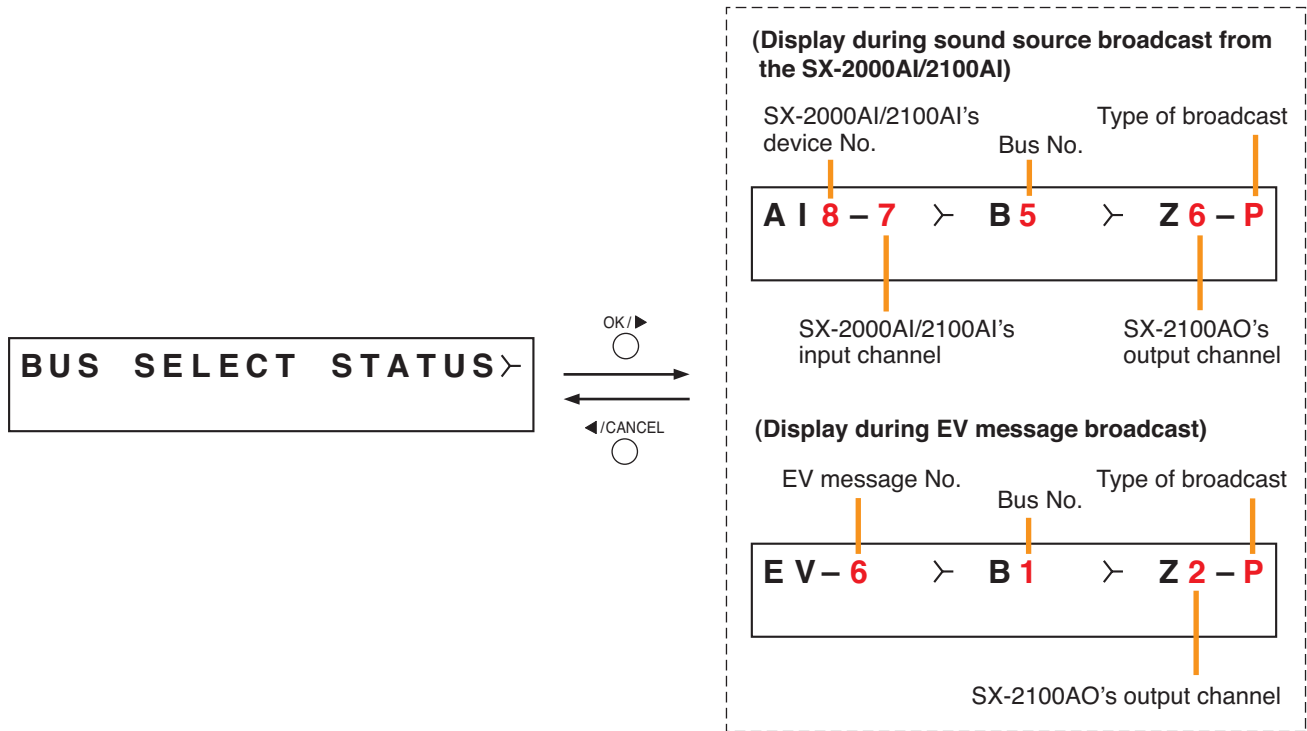 (Display during sound source broadcast from
the SX-2000AI/2100AI)
SX-2000AI/2100AI's
device No.
Bus No.
Type of broadcast
A I 8 – 7 ≻ B 5 ≻ Z 6 – P
SX-2000AI/2100AI's
input channel
SX-2100AO's
output channel
BUS SELECT STATUS≻
OK/▶
◀/CANCEL
(Display during EV message broadcast)
EV message No.
Bus No.
Type of broadcast
E V – 6 ≻ B 1 ≻ Z 2 – P
SX-2100AO's output channel